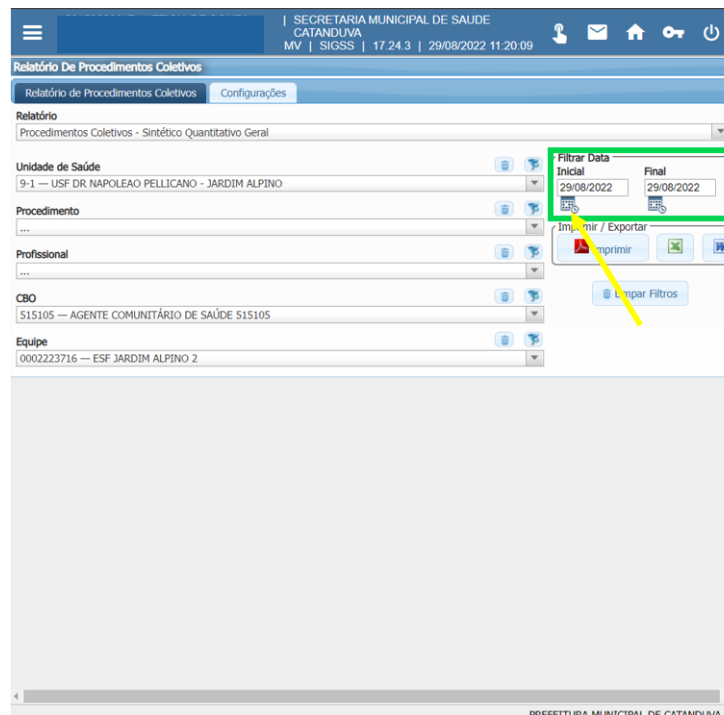 | SECRETARIA MUNICIPAL DE SAUDE
CATANDUVA
MV | SIGSS | 17.24.3 | 29/08/2022 11:20:09
Relatório De Procedimentos Coletivos
Relatório de Procedimentos Coletivos
Configurações
Relatório
Procedimentos Coletivos - Sintético Quantitativo Geral
Unidade de Saúde
9-1 — USF DR NAPOLEAO PELLICANO - JARDIM ALPINO
Procedimento
...
Profissional
...
CBO
515105 — AGENTE COMUNITÁRIO DE SAÚDE 515105
Equipe
0002223716 — ESF JARDIM ALPINO 2
Filtrar Data
Inicial Final
29/08/2022 29/08/2022
Imprimir / Exportar
Imprimir
Limpar Filtros
PREFEITURA MUNICIPAL DE CATANDUVA